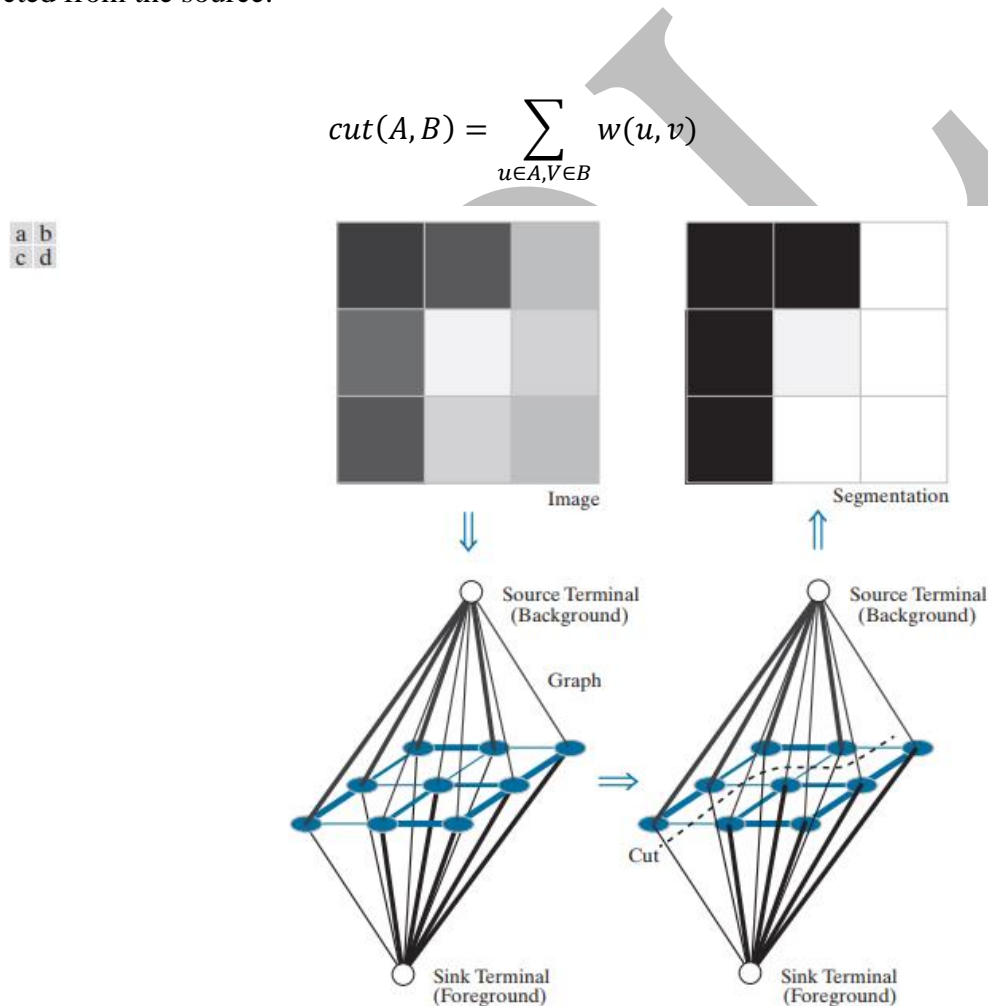 cted from the source.
cut(A, B) = ∑ w(u, v)
u∈A,V∈B
a b
c d
Image
Segmentation
Source Terminal
(Background)
Source Terminal
(Background)
Graph
Cut
Sink Terminal
(Foreground)
Sink Terminal
(Foreground)